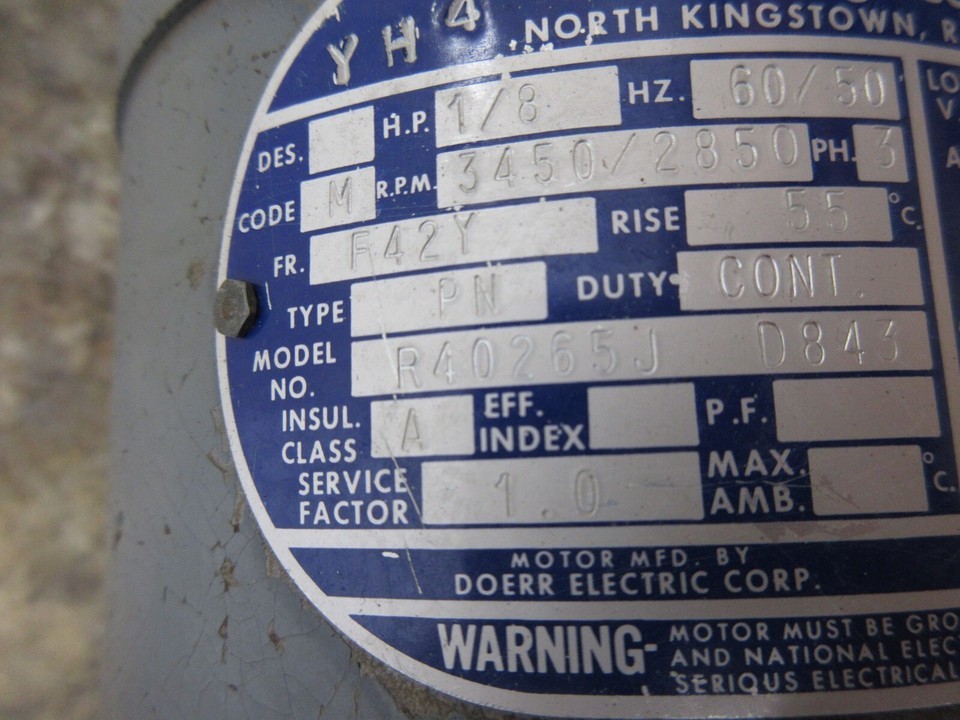 YH4
NORTH KINGSTOWN, R
DES. H.P. 1/8 HZ. 60/50
CODE M R.P.M. 3450/2850 PH. 3
FR. F42Y RISE 55 °C.
TYPE PN DUTY CONT.
MODEL NO. R40265J D843
INSUL. CLASS A EFF. INDEX P.F.
SERVICE FACTOR 1.0 MAX. AMB. °C.
LO
V.
A
MOTOR MFD. BY
DOERR ELECTRIC CORP.
WARNING- MOTOR MUST BE GRO
AND NATIONAL ELEC
SERIOUS ELECTRICAL